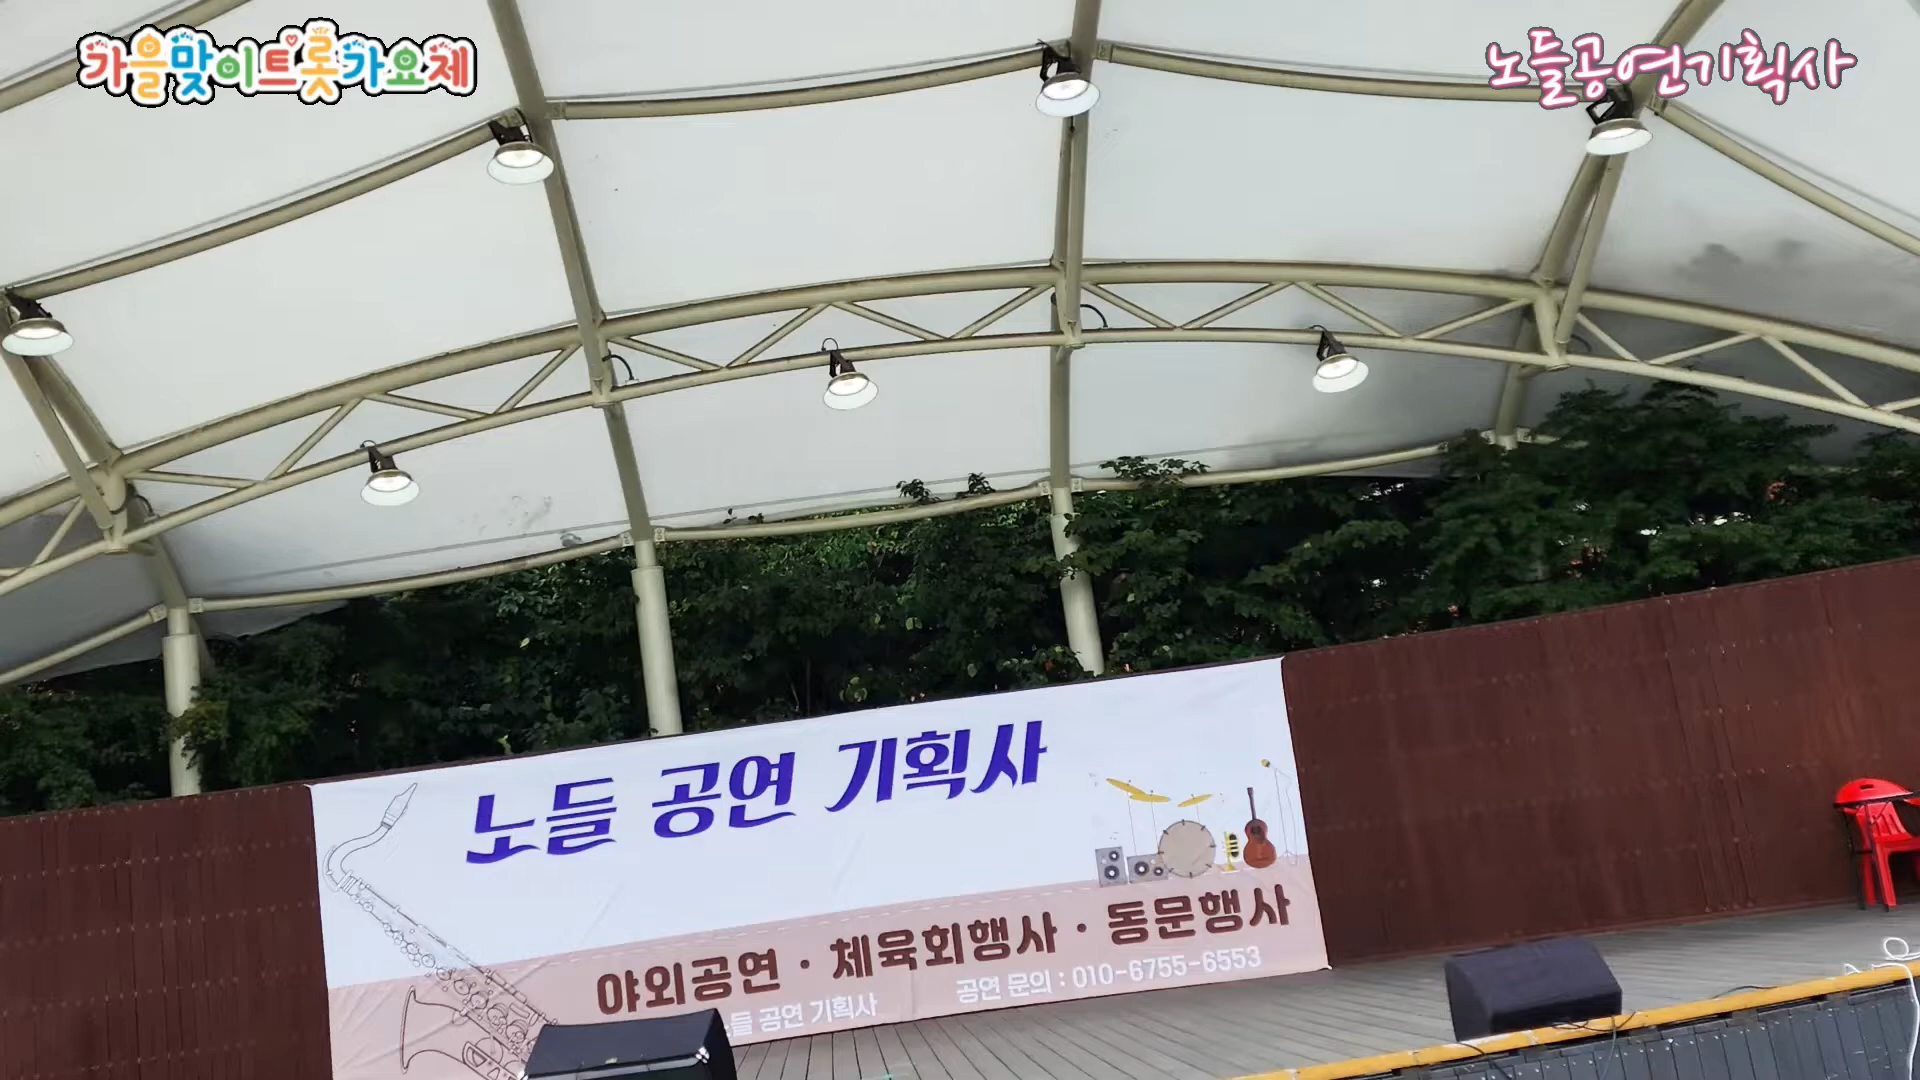 가을맞이트롯가요제
노들공연기획사
노들 공연 기획사
야외공연 · 체육회행사 · 동문행사
노들 공연 기획사
공연 문의 : 010-6755-6553